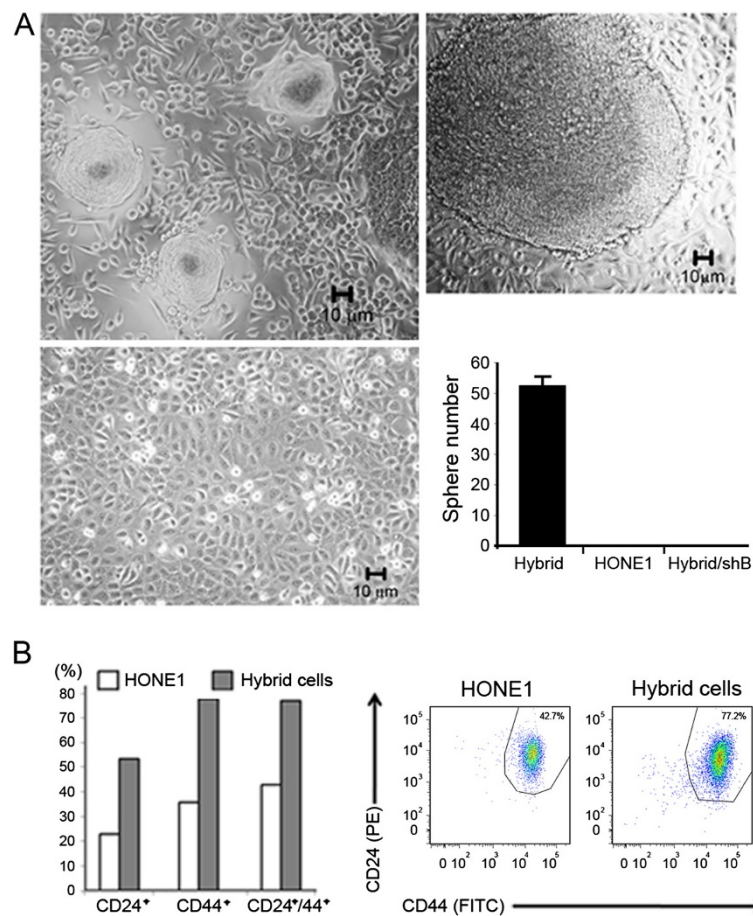 A
10 μm
10μm
10 μm
Sphere number
60
50
40
30
20
10
0
Hybrid HONE1 Hybrid/shB
B
(%)
HONE1 Hybrid cells
80
70
60
50
40
30
20
10
0
CD24⁺ CD44⁺ CD24⁺/44⁺
CD24 (PE)
HONE1
42.7%
10⁵
10⁴
10³
10²
0
0 10² 10³ 10⁴ 10⁵
Hybrid cells
77.2%
10⁵
10⁴
10³
10²
0
0 10² 10³ 10⁴ 10⁵
CD44 (FITC)